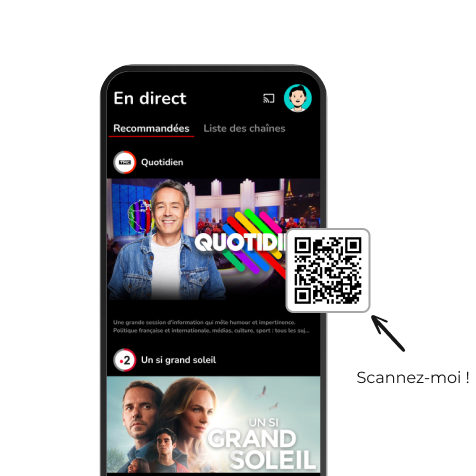 En direct
Recommandées Liste des chaînes
TMC Quotidien
QUOTIDI
Une grande session d'information qui mêle humour et impertinence.
Politique française et internationale, médias, culture, sport : tous les suj...
Scannez-moi !
2 Un si grand soleil
UN SI
GRAND
SOLEIL